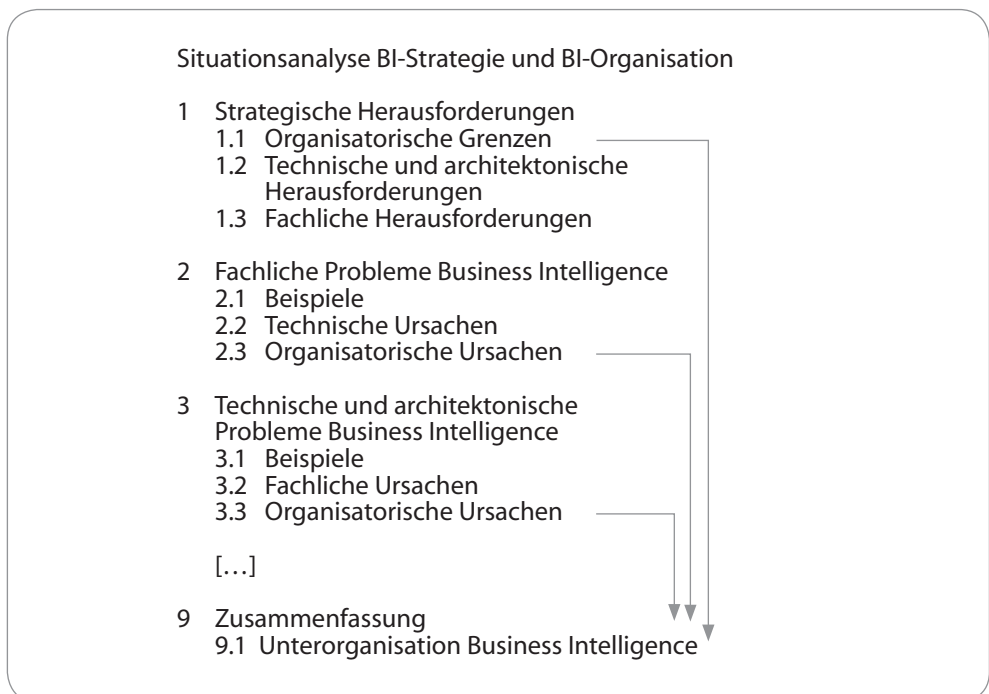 Situationsanalyse BI-Strategie und BI-Organisation
1 Strategische Herausforderungen
1.1 Organisatorische Grenzen
1.2 Technische und architektonische
Herausforderungen
1.3 Fachliche Herausforderungen
2 Fachliche Probleme Business Intelligence
2.1 Beispiele
2.2 Technische Ursachen
2.3 Organisatorische Ursachen
3 Technische und architektonische
Probleme Business Intelligence
3.1 Beispiele
3.2 Fachliche Ursachen
3.3 Organisatorische Ursachen
[…]
9 Zusammenfassung
9.1 Unterorganisation Business Intelligence